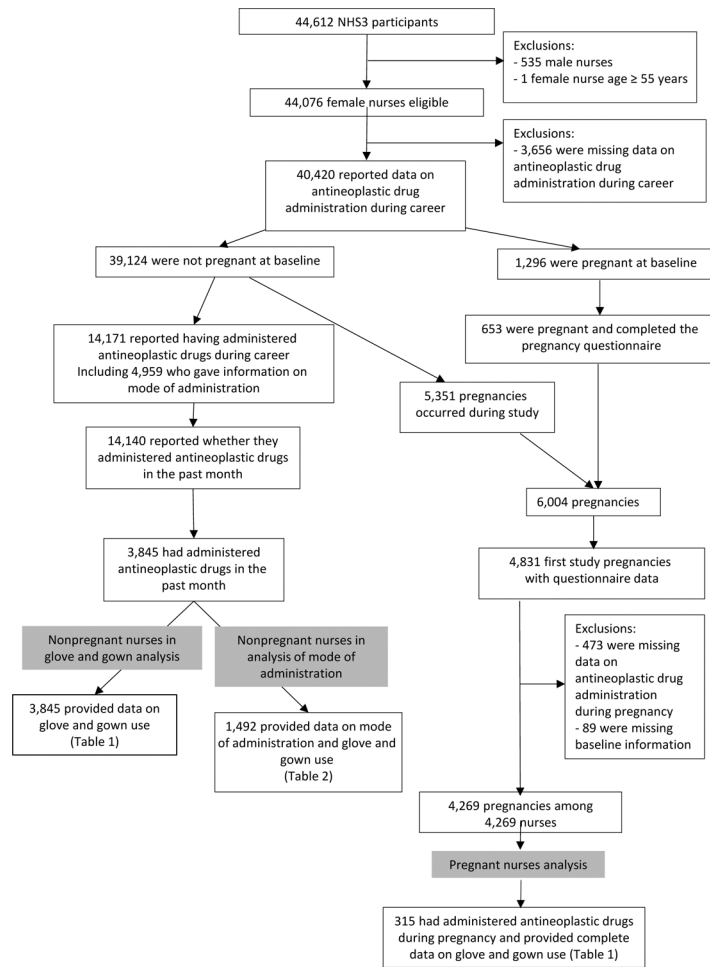 44,612 NHS3 participants
Exclusions:
- 535 male nurses
- 1 female nurse age ≥ 55 years
44,076 female nurses eligible
Exclusions:
- 3,656 were missing data on
antineoplastic drug
administration during career
40,420 reported data on
antineoplastic drug
administration during career
39,124 were not pregnant at baseline
1,296 were pregnant at baseline
14,171 reported having administered
antineoplastic drugs during career
Including 4,959 who gave information on
mode of administration
653 were pregnant and completed the
pregnancy questionnaire
5,351 pregnancies
occurred during study
14,140 reported whether they
administered antineoplastic drugs
in the past month
6,004 pregnancies
3,845 had administered
antineoplastic drugs in the
past month
4,831 first study pregnancies
with questionnaire data
Nonpregnant nurses in
glove and gown analysis
Nonpregnant nurses in
analysis of mode of
administration
Exclusions:
- 473 were missing
data on
antineoplastic drug
administration
during pregnancy
- 89 were missing
baseline information
3,845 provided data on
glove and gown use
(Table 1)
1,492 provided data on mode
of administration and glove and
gown use
(Table 2)
4,269 pregnancies among
4,269 nurses
Pregnant nurses analysis
315 had administered antineoplastic drugs
during pregnancy and provided complete
data on glove and gown use (Table 1)